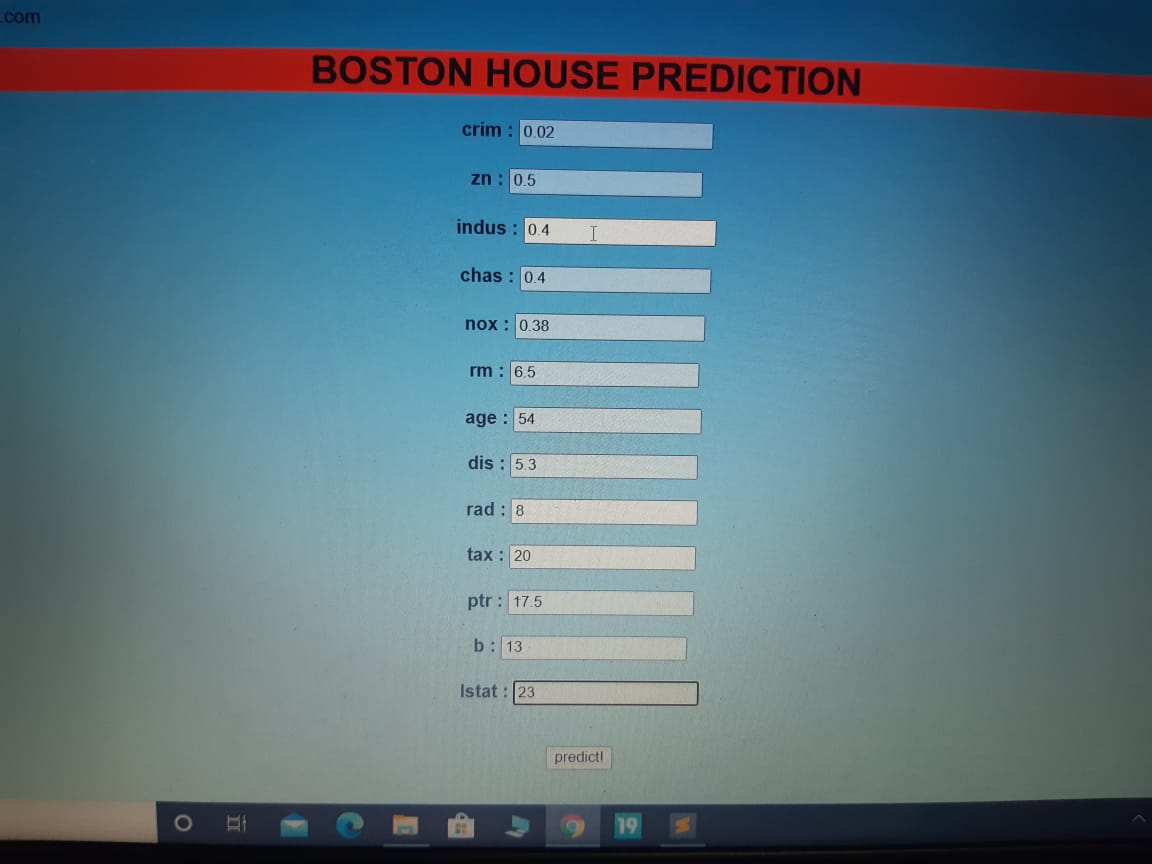 .com
BOSTON HOUSE PREDICTION
crim : 0.02
zn : 0.5
indus : 0.4
chas : 0.4
nox : 0.38
rm : 6.5
age : 54
dis : 5.3
rad : 8
tax : 20
ptr : 17.5
b : 13
lstat : 23
predict!
19
S